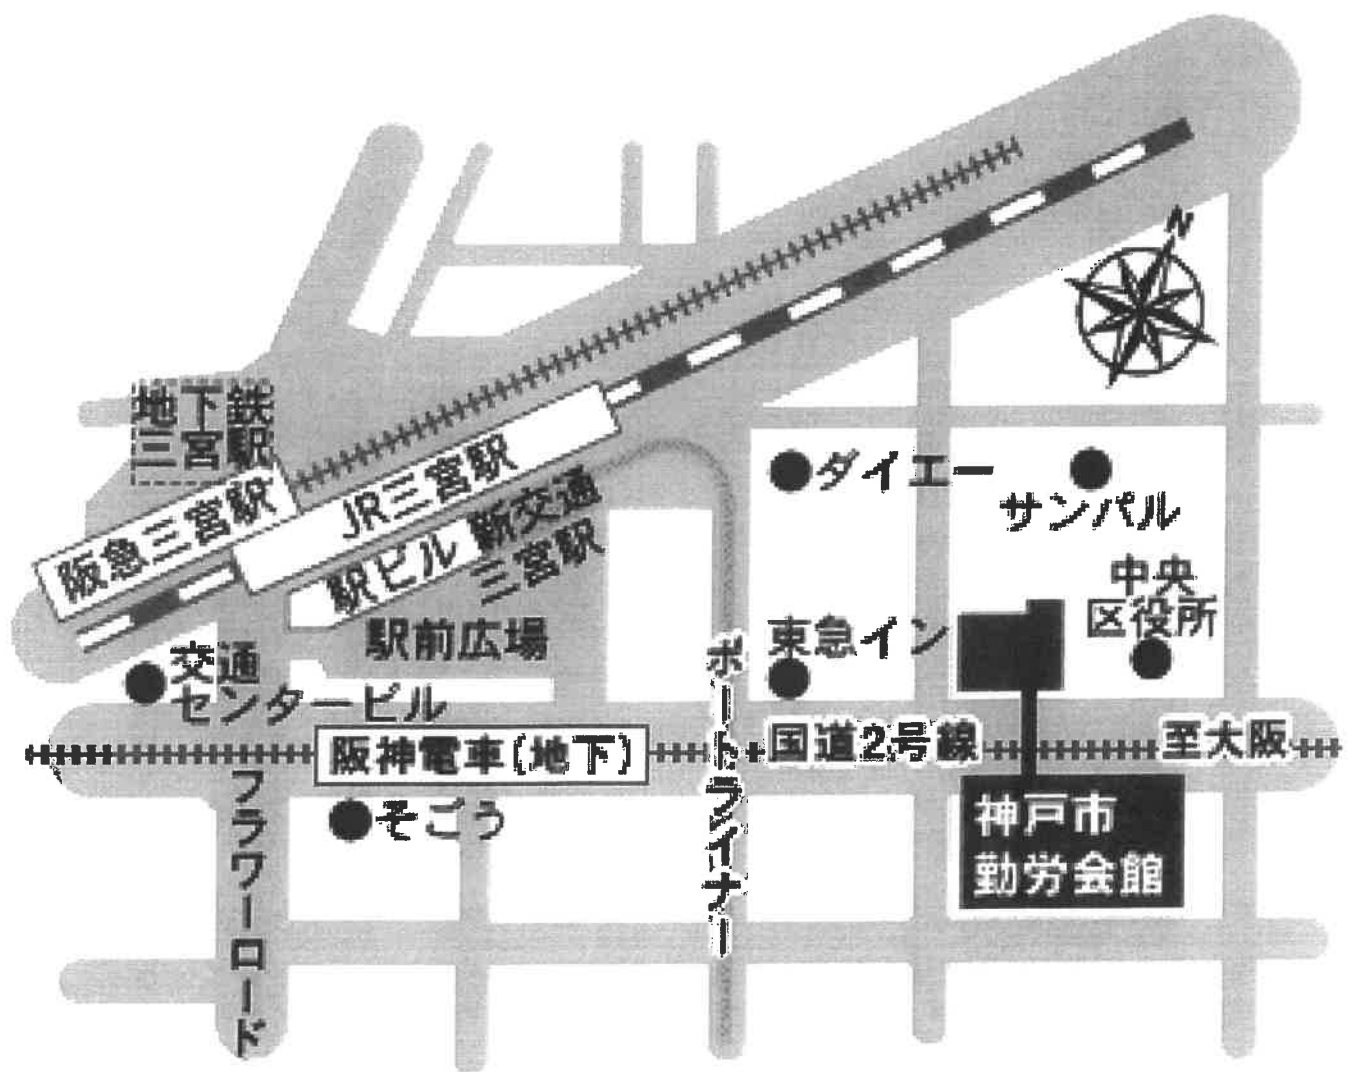 N
地下鉄
三宮駅
阪急三宮駅
JR三宮駅
駅ビル
新交通
三宮駅
駅前広場
ダイエー
サンパル
中央
区役所
東急イン
交通
センタービル
阪神電車(地下)
国道2号線
至大阪
ポートライナー
フラワーロード
そごう
神戸市
勤労会館